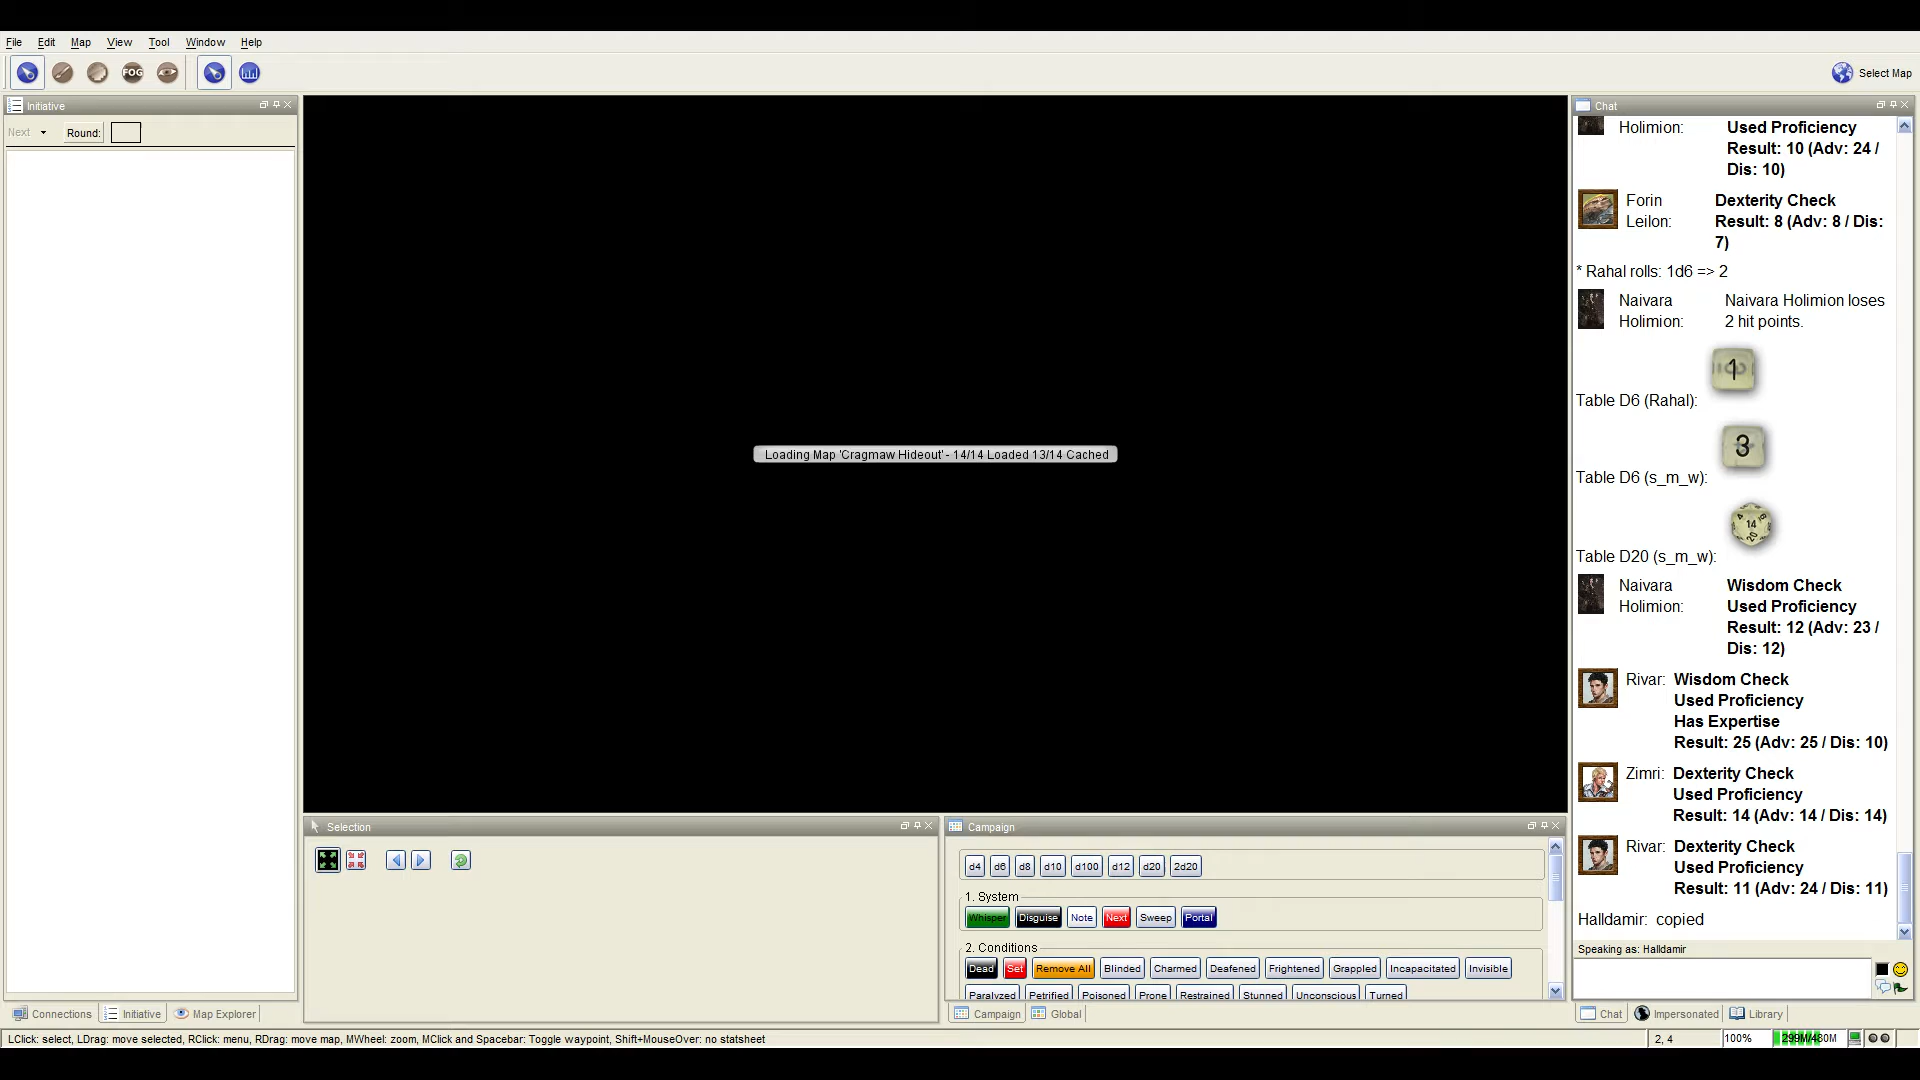 File Edit Map View Tool Window Help
FOG
Select Map
Initiative
Next Round:
Loading Map 'Cragmaw Hideout' - 14/14 Loaded 13/14 Cached
Chat
Holimion: Used Proficiency
Result: 10 (Adv: 24 /
Dis: 10)
Forin Dexterity Check
Leilon: Result: 8 (Adv: 8 / Dis:
7)
* Rahal rolls: 1d6 => 2
Naivara Naivara Holimion loses
Holimion: 2 hit points.
1
Table D6 (Rahal):
3
Table D6 (s_m_w):
14
20
Table D20 (s_m_w):
Naivara Wisdom Check
Holimion: Used Proficiency
Result: 12 (Adv: 23 /
Dis: 12)
Rivar: Wisdom Check
Used Proficiency
Has Expertise
Result: 25 (Adv: 25 / Dis: 10)
Zimri: Dexterity Check
Used Proficiency
Result: 14 (Adv: 14 / Dis: 14)
Rivar: Dexterity Check
Used Proficiency
Result: 11 (Adv: 24 / Dis: 11)
Halldamir: copied
Speaking as: Halldamir
Selection
Campaign
d4 d6 d8 d10 d100 d12 d20 2d20
1. System
Whisper Disguise Note Next Sweep Portal
2. Conditions
Dead Set Remove All Blinded Charmed Deafened Frightened Grappled Incapacitated Invisible
Paralyzed Petrified Poisoned Prone Restrained Stunned Unconscious Turned
Connections Initiative Map Explorer
Campaign Global
Chat Impersonated Library
LClick: select, LDrag: move selected, RClick: menu, RDrag: move map, MWheel: zoom, MClick and Spacebar: Toggle waypoint, Shift+MouseOver: no statsheet
2, 4 100% 299M/480M